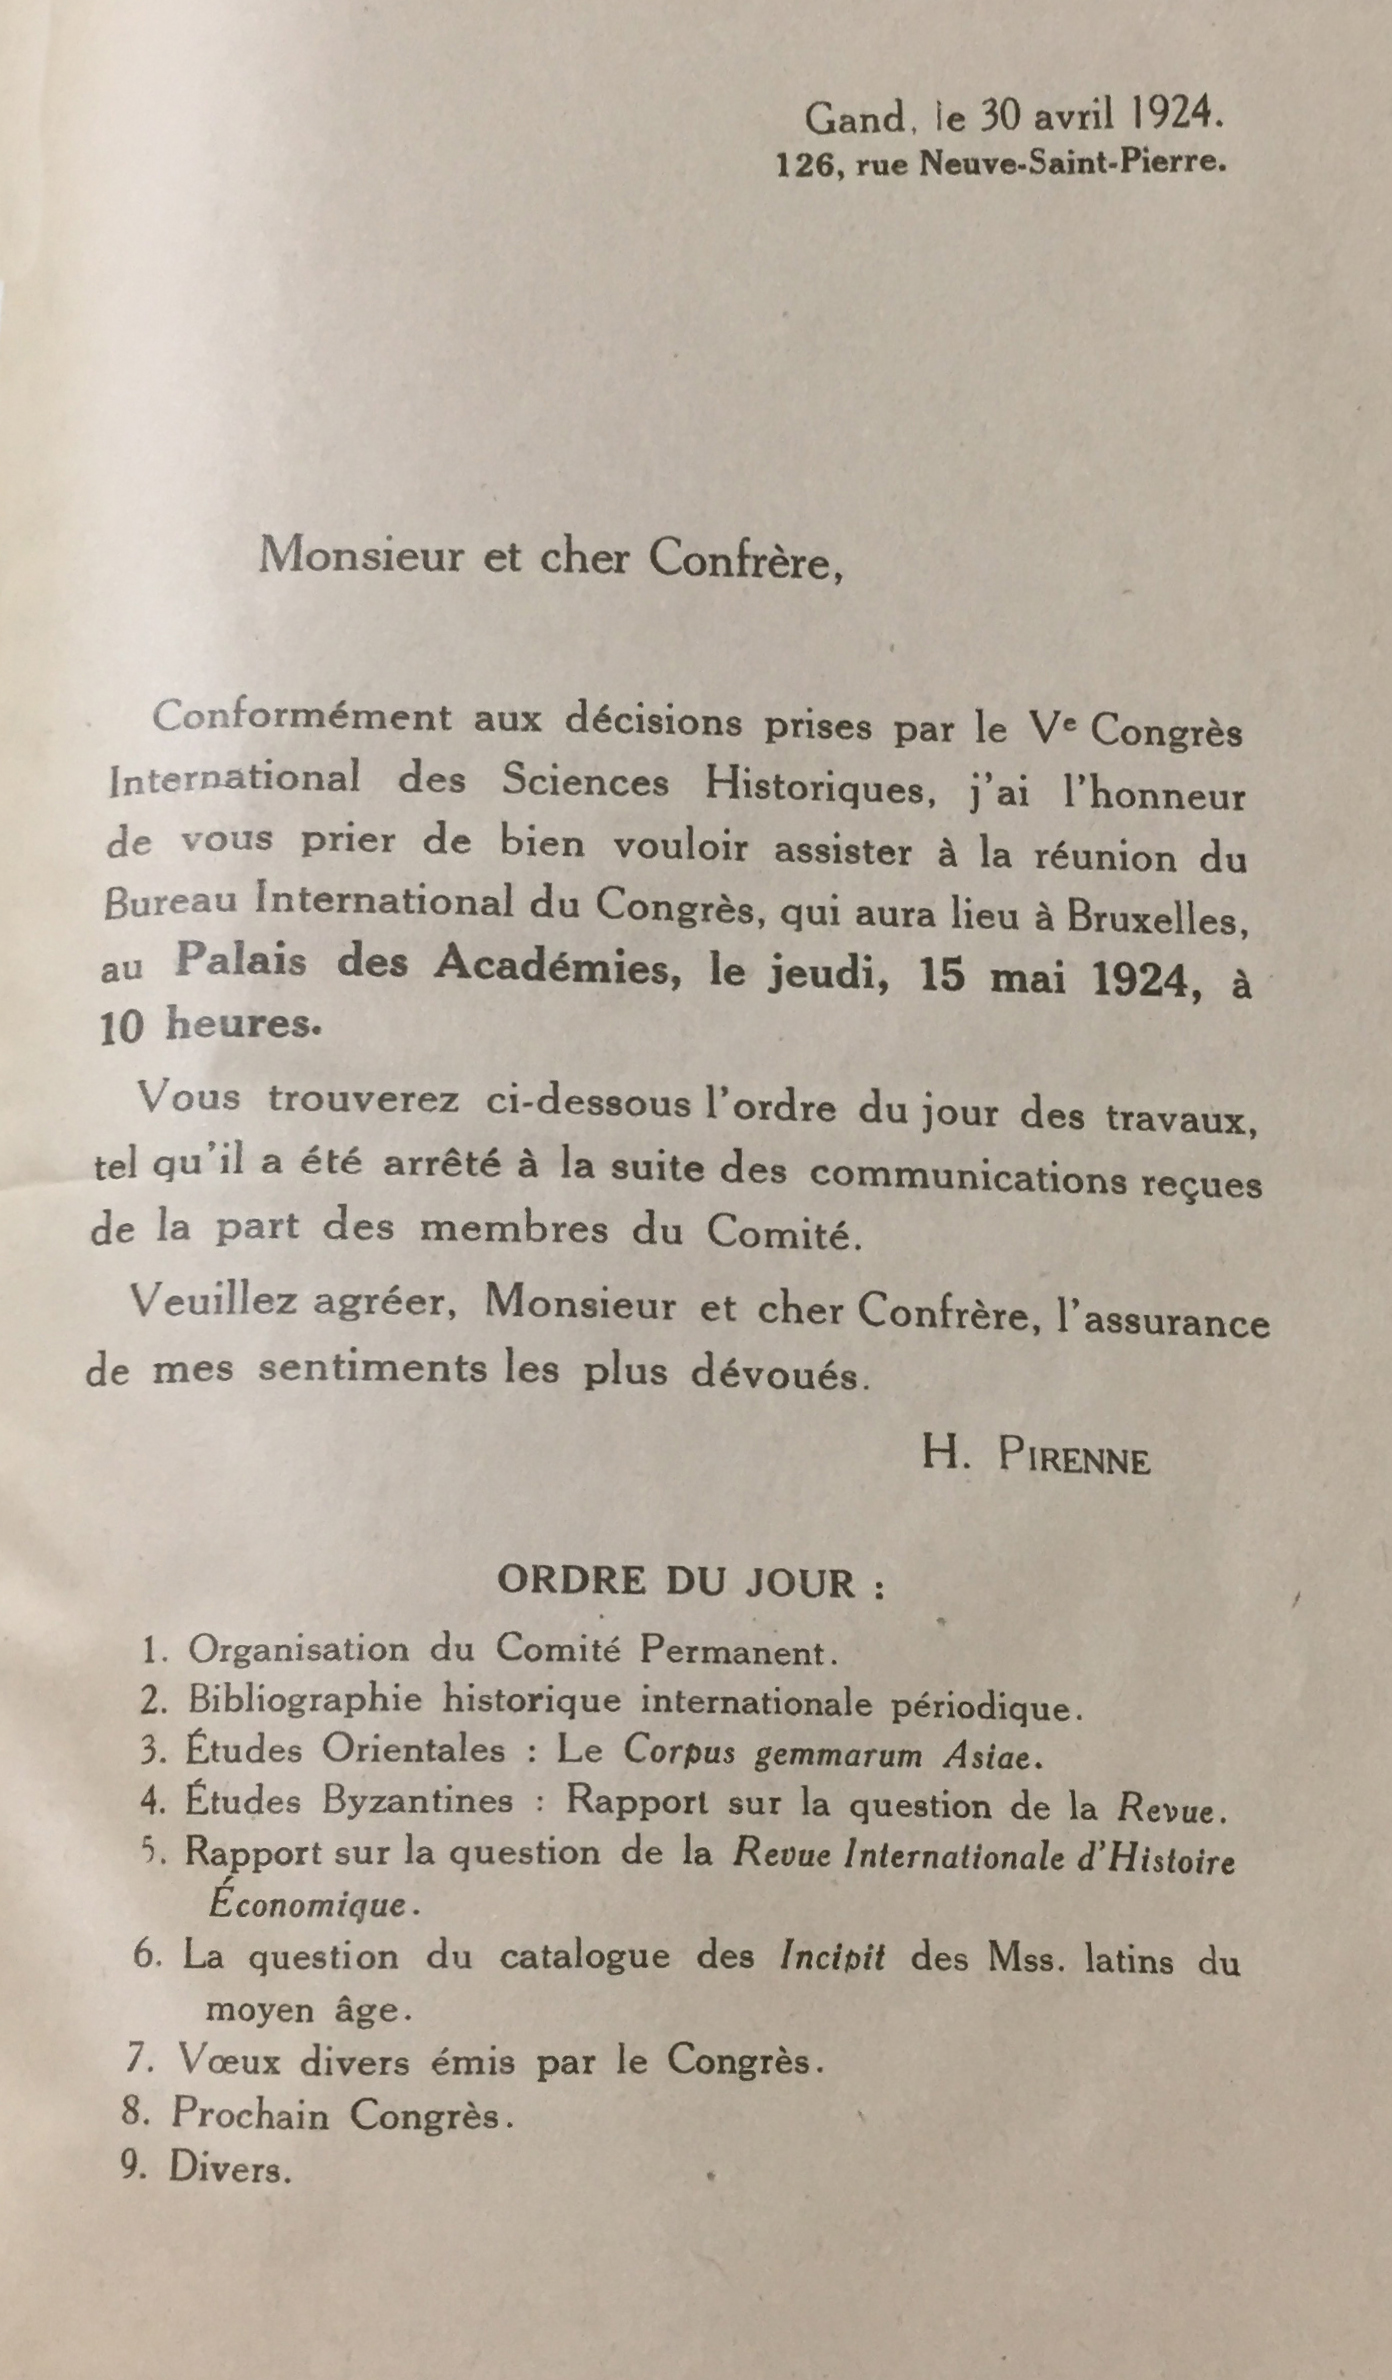 Gand, le 30 avril 1924.
126, rue Neuve-Saint-Pierre.
Monsieur et cher Confrère,
Conformément aux décisions prises par le Ve Congrès
International des Sciences Historiques, j'ai l'honneur
de vous prier de bien vouloir assister à la réunion du
Bureau International du Congrès, qui aura lieu à Bruxelles,
au Palais des Académies, le jeudi, 15 mai 1924, à
10 heures.
Vous trouverez ci-dessous l'ordre du jour des travaux,
tel qu'il a été arrêté à la suite des communications reçues
de la part des membres du Comité.
Veuillez agréer, Monsieur et cher Confrère, l'assurance
de mes sentiments les plus dévoués.
H. PIRENNE
ORDRE DU JOUR :
1. Organisation du Comité Permanent.
2. Bibliographie historique internationale périodique.
3. Études Orientales : Le Corpus gemmarum Asiae.
4. Études Byzantines : Rapport sur la question de la Revue.
5. Rapport sur la question de la Revue Internationale d'Histoire
Économique.
6. La question du catalogue des Incipit des Mss. latins du
moyen âge.
7. Vœux divers émis par le Congrès.
8. Prochain Congrès.
9. Divers.